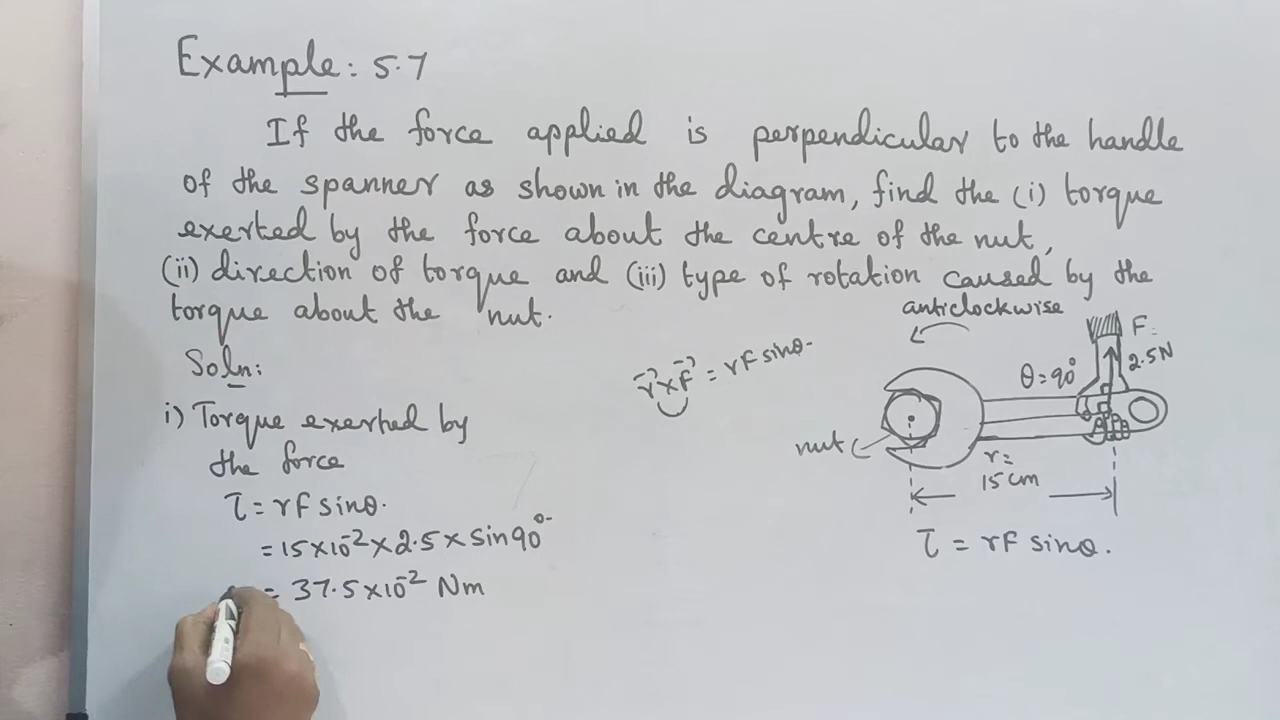 Example: 5.7
If the force applied is perpendicular to the handle
of the spanner as shown in the diagram, find the (i) torque
exerted by the force about the centre of the nut,
(ii) direction of torque and (iii) type of rotation caused by the
torque about the nut.
Soln:
i) Torque exerted by
the force
τ = rF sinθ.
= 15 × 10⁻² × 2.5 × Sin 90°
= 37.5 × 10⁻² Nm
r⃗ × F⃗ = rF sinθ.
anticlockwise
F =
2.5N
θ = 90°
nut
r =
15 cm
τ = rF sinθ.